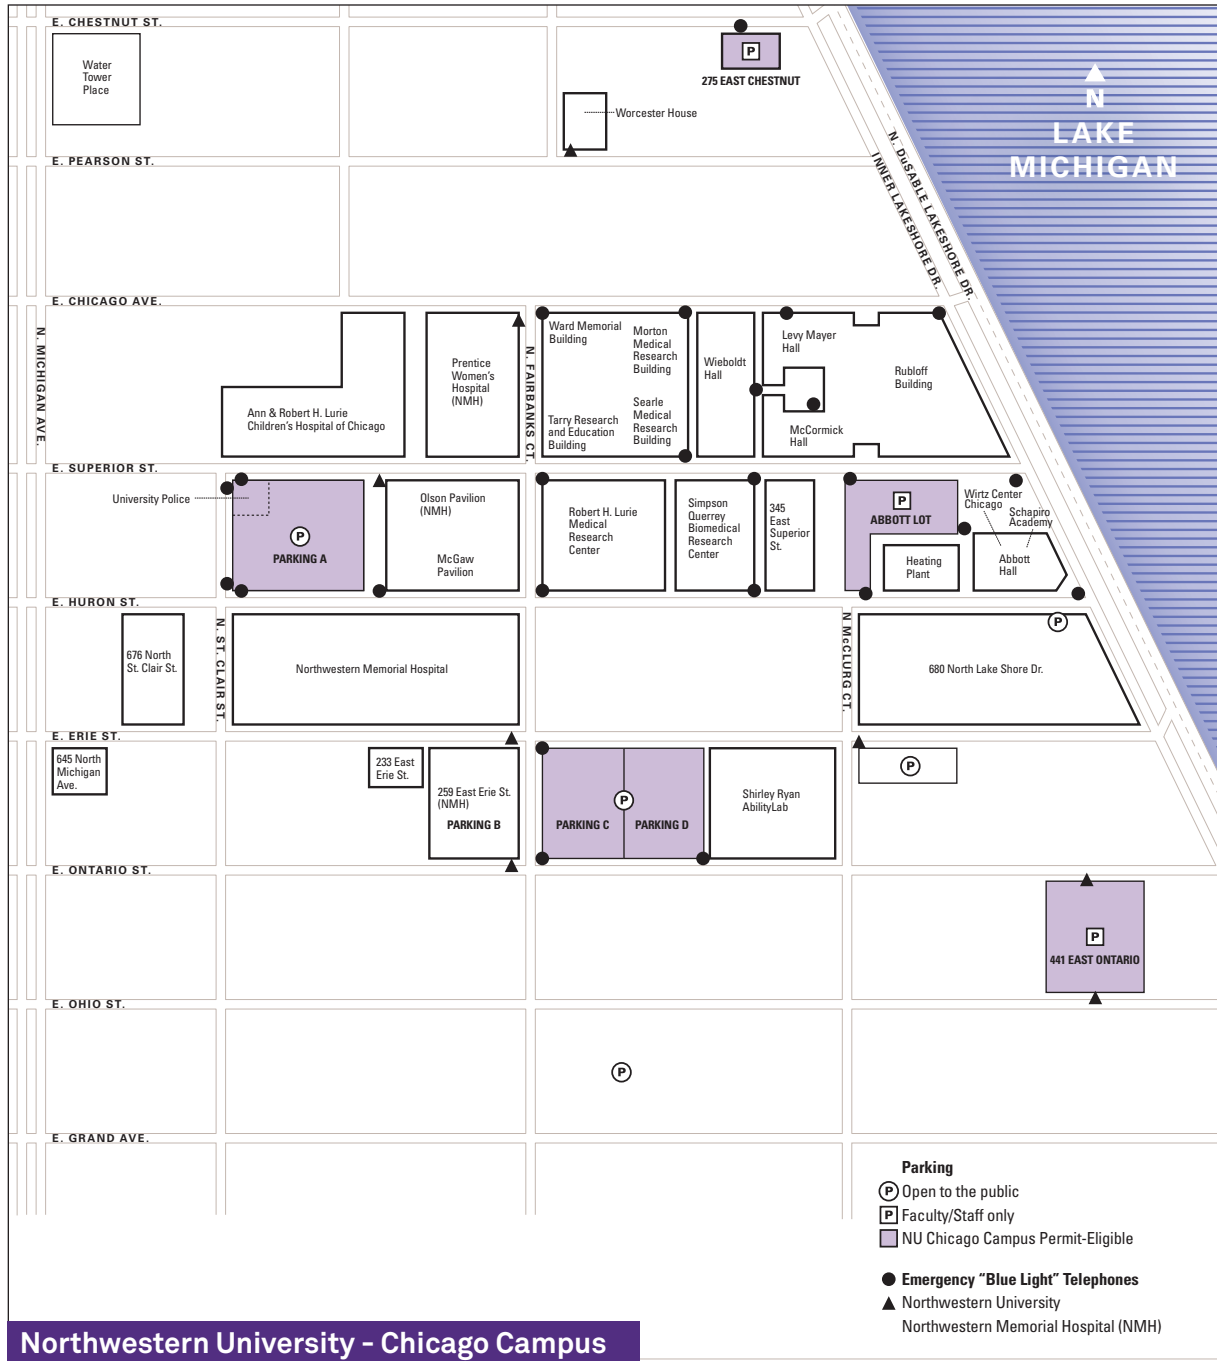 E. CHESTNUT ST.
Water
Tower
Place
P
275 EAST CHESTNUT
Worcester House
N
LAKE
MICHIGAN
E. PEARSON ST.
N. DuSABLE LAKESHORE DR.
INNER LAKESHORE DR.
E. CHICAGO AVE.
N. MICHIGAN AVE.
Ann & Robert H. Lurie
Children's Hospital of Chicago
Prentice
Women's
Hospital
(NMH)
N. FAIRBANKS CT.
Ward Memorial
Building
Morton
Medical
Research
Building
Tarry Research
and Education
Building
Searle
Medical
Research
Building
Wieboldt
Hall
Levy Mayer
Hall
McCormick
Hall
Rubloff
Building
E. SUPERIOR ST.
University Police
P
PARKING A
Olson Pavilion
(NMH)
McGaw
Pavilion
Robert H. Lurie
Medical
Research
Center
Simpson
Querrey
Biomedical
Research
Center
345
East
Superior
St.
P
ABBOTT LOT
Heating
Plant
Wirtz Center
Chicago
Schapiro
Academy
Abbott
Hall
E. HURON ST.
676 North
St. Clair St.
N. ST. CLAIR ST.
Northwestern Memorial Hospital
N McCLURG CT.
P
680 North Lake Shore Dr.
E. ERIE ST.
645 North
Michigan
Ave.
233 East
Erie St.
259 East Erie St.
(NMH)
PARKING B
P
PARKING C
PARKING D
Shirley Ryan
AbilityLab
P
E. ONTARIO ST.
P
441 EAST ONTARIO
E. OHIO ST.
P
E. GRAND AVE.
Parking
P Open to the public
P Faculty/Staff only
NU Chicago Campus Permit-Eligible
Emergency “Blue Light” Telephones
Northwestern University
Northwestern Memorial Hospital (NMH)
Northwestern University - Chicago Campus